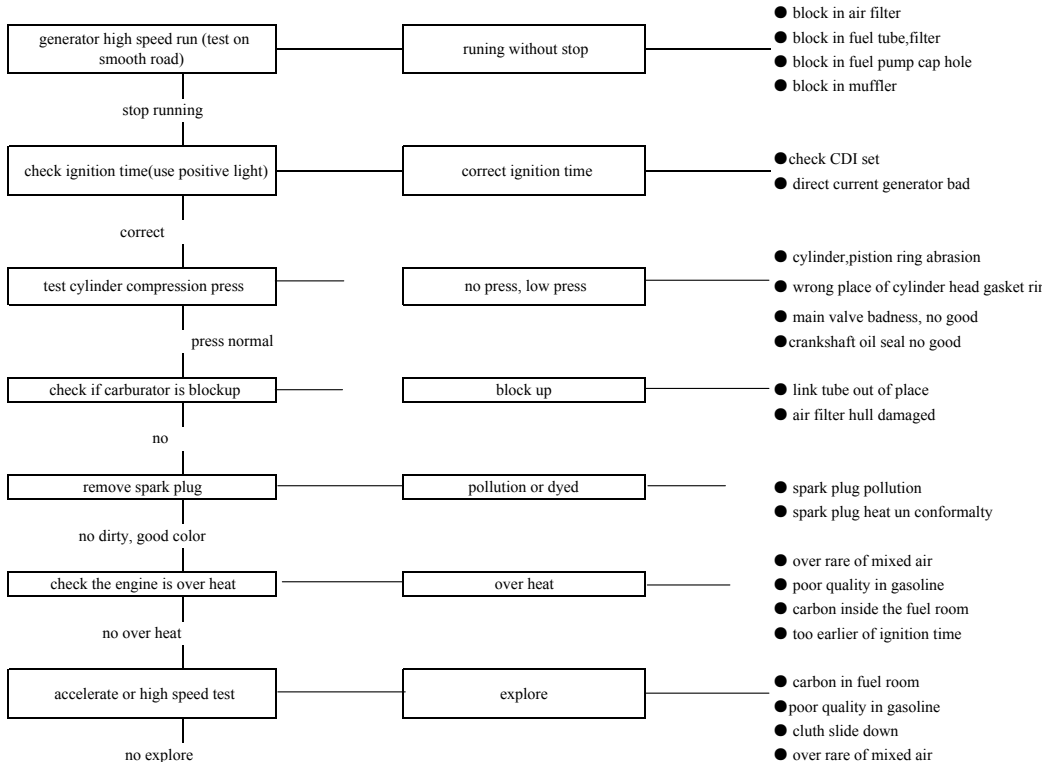 generator high speed run (test on
smooth road)
runing without stop
● block in air filter
● block in fuel tube,filter
● block in fuel pump cap hole
● block in muffler
stop running
check ignition time(use positive light)
correct ignition time
●check CDI set
● direct current generator bad
correct
test cylinder compression press
no press, low press
● cylinder,pistion ring abrasion
● wrong place of cylinder head gasket
● main valve badness, no good
●crankshaft oil seal no good
press normal
check if carburator is blockup
block up
● link tube out of place
● air filter hull damaged
no
remove spark plug
pollution or dyed
● spark plug pollution
● spark plug heat un conformalty
no dirty, good color
check the engine is over heat
over heat
● over rare of mixed air
● poor quality in gasoline
● carbon inside the fuel room
● too earlier of ignition time
no over heat
accelerate or high speed test
explore
● carbon in fuel room
●poor quality in gasoline
● cluth slide down
● over rare of mixed air
no explore